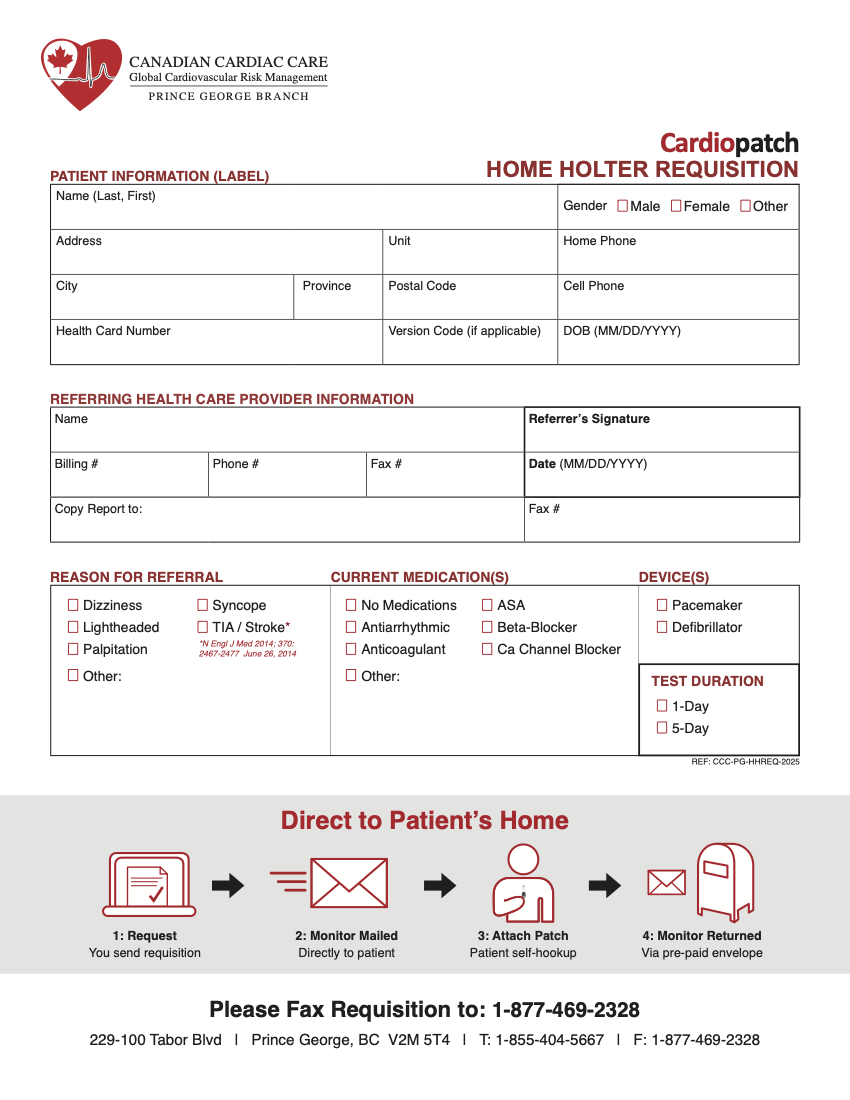 CANADIAN CARDIAC CARE
Global Cardiovascular Risk Management
PRINCE GEORGE BRANCH
Cardiopatch
HOME HOLTER REQUISITION
PATIENT INFORMATION (LABEL)
Name (Last, First)
Gender Male Female Other
Address Unit Home Phone
City Province Postal Code Cell Phone
Health Card Number Version Code (if applicable) DOB (MM/DD/YYYY)
REFERRING HEALTH CARE PROVIDER INFORMATION
Name Referrer's Signature
Billing # Phone # Fax # Date (MM/DD/YYYY)
Copy Report to: Fax #
REASON FOR REFERRAL
Dizziness Syncope
Lightheaded TIA / Stroke*
Palpitation
*N Engl J Med 2014; 370:
2467-2477 June 26, 2014
Other:
CURRENT MEDICATION(S)
No Medications ASA
Antiarrhythmic Beta-Blocker
Anticoagulant Ca Channel Blocker
Other:
DEVICE(S)
Pacemaker
Defibrillator
TEST DURATION
1-Day
5-Day
REF: CCC-PG-HHREQ-2025
Direct to Patient's Home
1: Request
You send requisition
2: Monitor Mailed
Directly to patient
3: Attach Patch
Patient self-hookup
4: Monitor Returned
Via pre-paid envelope
Please Fax Requisition to: 1-877-469-2328
229-100 Tabor Blvd I Prince George, BC V2M 5T4 I T: 1-855-404-5667 I F: 1-877-469-2328